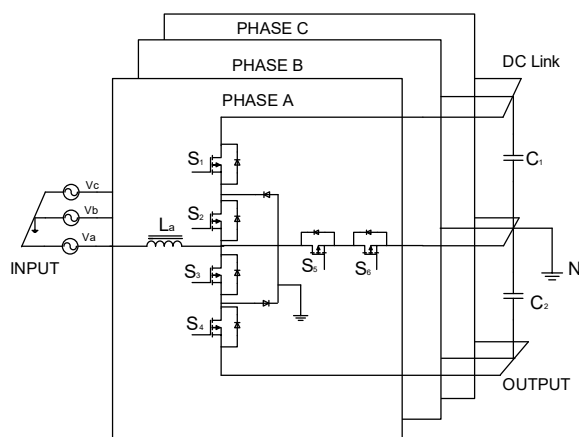 PHASE C
PHASE B
PHASE A
DC Link
S1
C1
Vc
S2
Vb
La
Va
INPUT
S3
S5
S6
N
S4
C2
OUTPUT